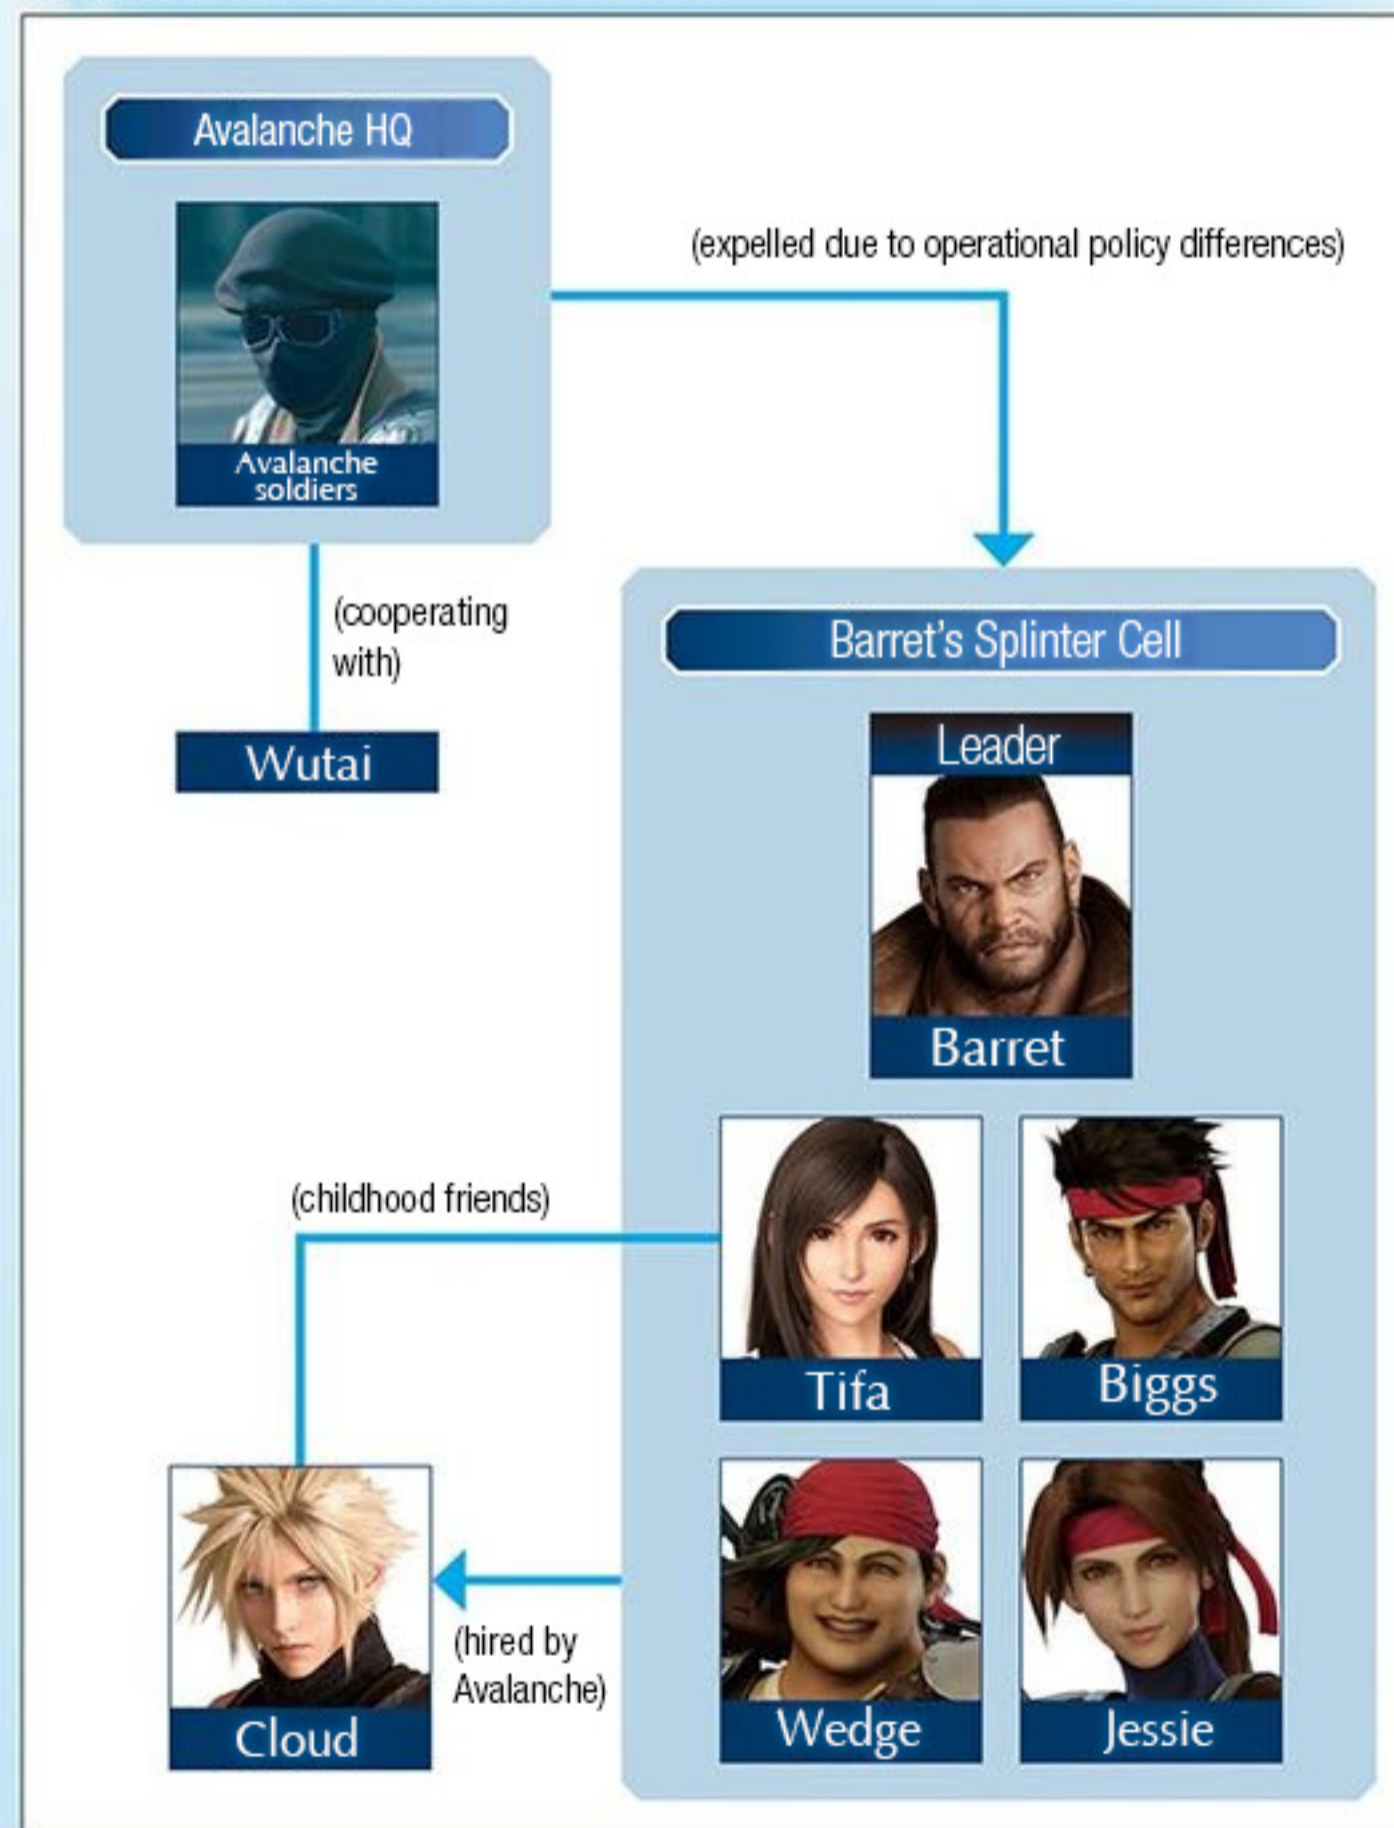 Avalanche HQ
Avalanche
soldiers
(expelled due to operational policy differences)
(cooperating
with)
Wutai
Barret's Splinter Cell
Leader
Barret
(childhood friends)
Tifa
Biggs
Cloud
(hired by
Avalanche)
Wedge
Jessie